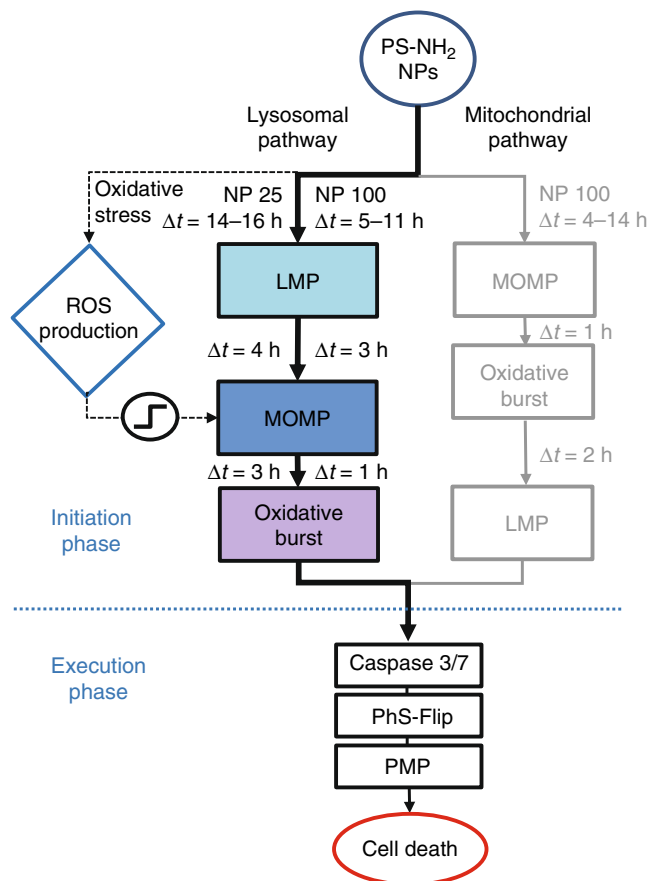 PS-NH₂
NPs
Lysosomal
pathway
Mitochondrial
pathway
Oxidative
stress
NP 25
Δt = 14–16 h
NP 100
Δt = 5–11 h
NP 100
Δt = 4–14 h
ROS
production
LMP
MOMP
Δt = 4 h
Δt = 3 h
Δt = 1 h
Oxidative
burst
MOMP
Δt = 3 h
Δt = 1 h
Δt = 2 h
Initiation
phase
Oxidative
burst
LMP
Execution
phase
Caspase 3/7
PhS-Flip
PMP
Cell death